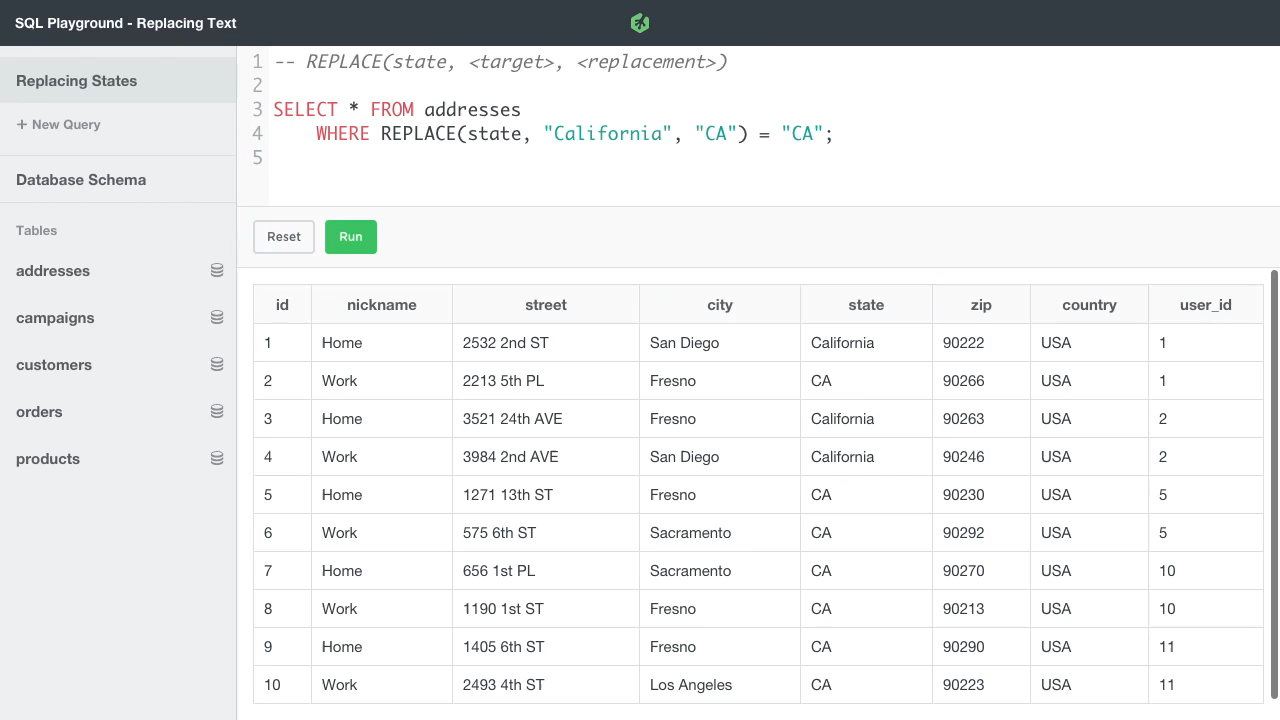 SQL Playground - Replacing Text
Replacing States
+ New Query
Database Schema
Tables
addresses
campaigns
customers
orders
products
1 -- REPLACE(state, <target>, <replacement>)
2
3 SELECT * FROM addresses
4 WHERE REPLACE(state, "California", "CA") = "CA";
5
Reset Run
id nickname street city state zip country user_id
1 Home 2532 2nd ST San Diego California 90222 USA 1
2 Work 2213 5th PL Fresno CA 90266 USA 1
3 Home 3521 24th AVE Fresno California 90263 USA 2
4 Work 3984 2nd AVE San Diego California 90246 USA 2
5 Home 1271 13th ST Fresno CA 90230 USA 5
6 Work 575 6th ST Sacramento CA 90292 USA 5
7 Home 656 1st PL Sacramento CA 90270 USA 10
8 Work 1190 1st ST Fresno CA 90213 USA 10
9 Home 1405 6th ST Fresno CA 90290 USA 11
10 Work 2493 4th ST Los Angeles CA 90223 USA 11